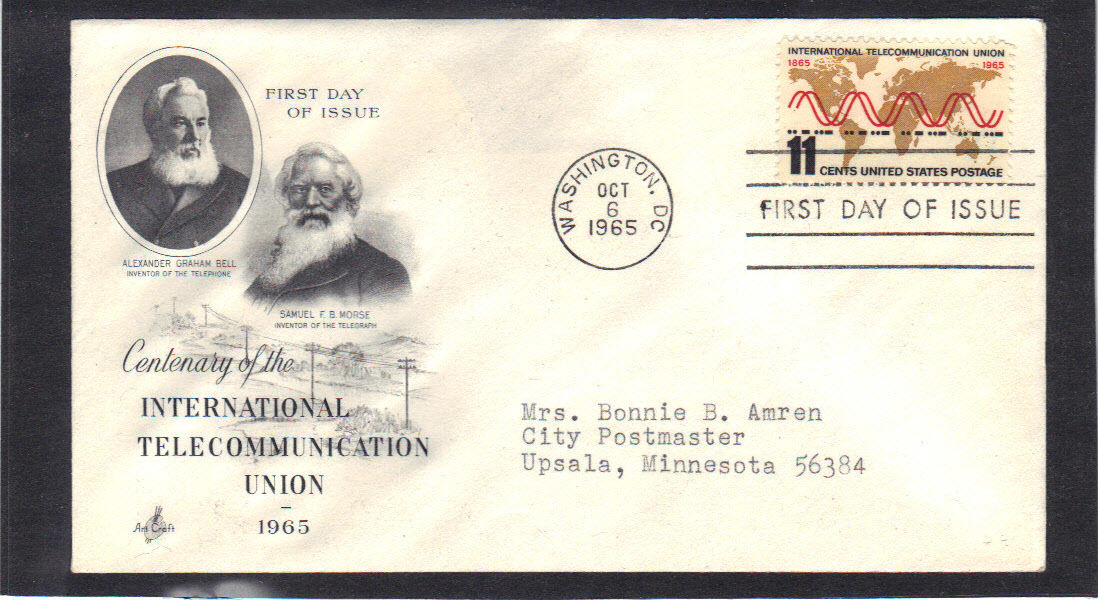 FIRST DAY
OF ISSUE
ALEXANDER GRAHAM BELL
INVENTOR OF THE TELEPHONE
SAMUEL F. B. MORSE
INVENTOR OF THE TELEGRAPH
Centenary of the
INTERNATIONAL
TELECOMMUNICATION
UNION
–
1965
Art Craft
WASHINGTON, DC
OCT
6
1965
INTERNATIONAL TELECOMMUNICATION UNION
1865 1965
11 CENTS UNITED STATES POSTAGE
FIRST DAY OF ISSUE
Mrs. Bonnie B. Amren
City Postmaster
Upsala, Minnesota 56384